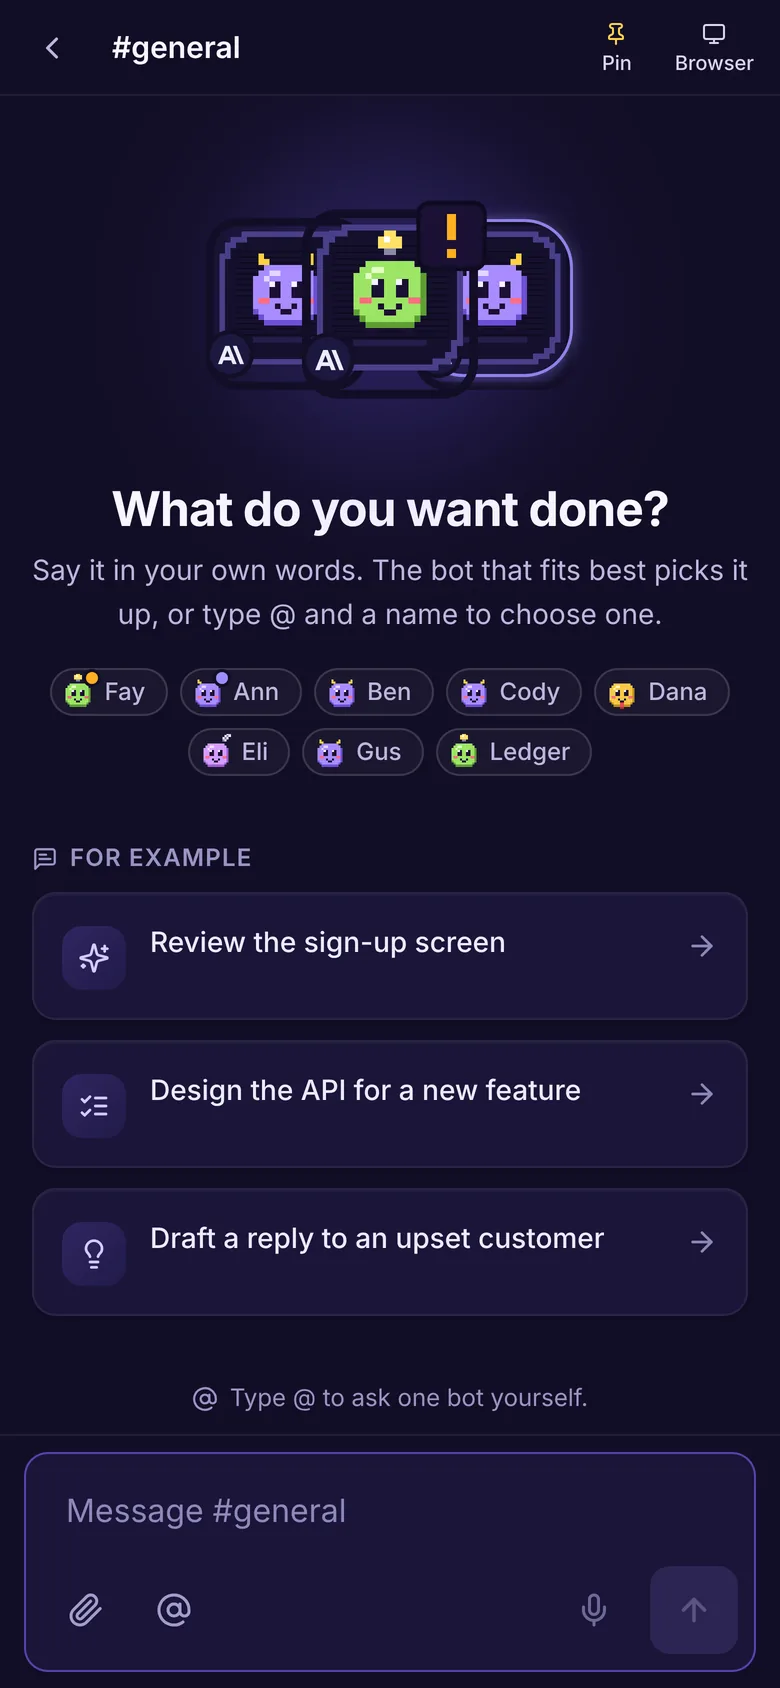 #general
Pin
Browser
!
A\
A\
What do you want done?
Say it in your own words. The bot that fits best picks it
up, or type @ and a name to choose one.
Fay
Ann
Ben
Cody
Dana
Eli
Gus
Ledger
FOR EXAMPLE
Review the sign-up screen
Design the API for a new feature
Draft a reply to an upset customer
@ Type @ to ask one bot yourself.
Message #general
@